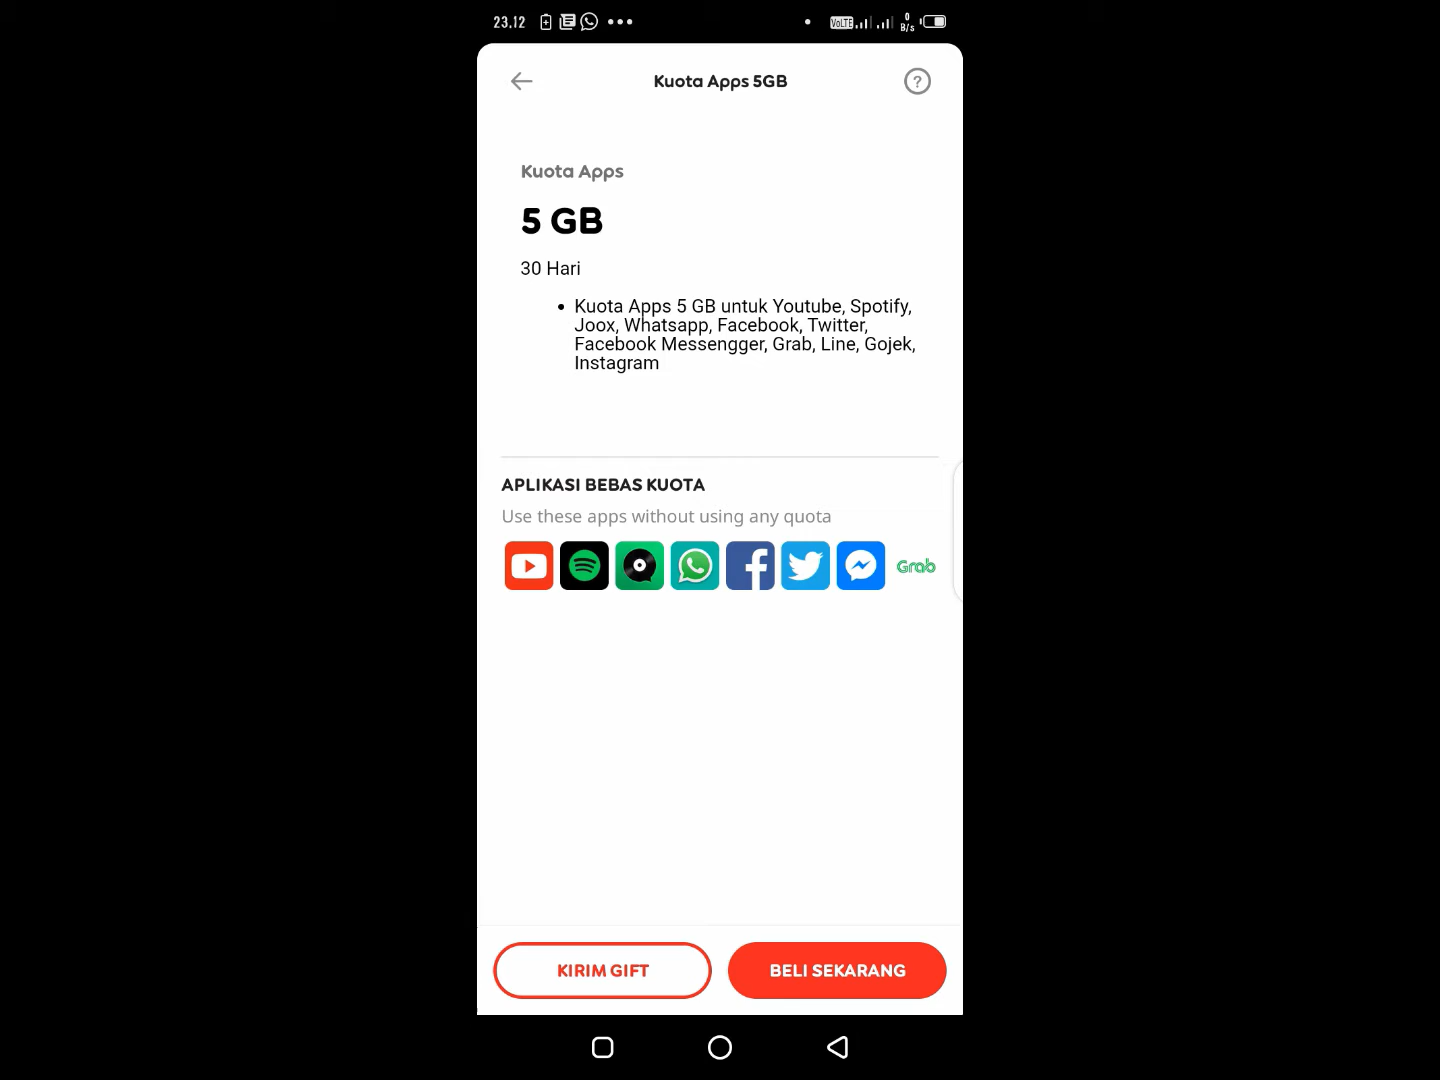 23.12
VoLTE
0
B/s
Kuota Apps 5GB
?
Kuota Apps
5 GB
30 Hari
• Kuota Apps 5 GB untuk Youtube, Spotify,
Joox, Whatsapp, Facebook, Twitter,
Facebook Messengger, Grab, Line, Gojek,
Instagram
APLIKASI BEBAS KUOTA
Use these apps without using any quota
Grab
KIRIM GIFT
BELI SEKARANG